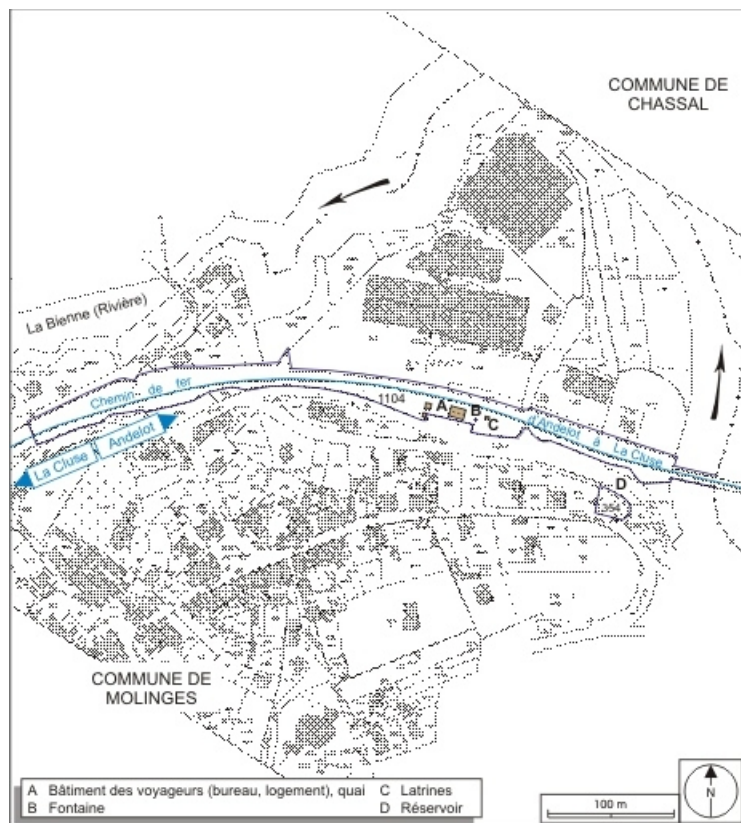 COMMUNE DE
CHASSAL
La Bienne (Rivière)
Chemin de fer
d'Andelot à La Cluse
1104
A
B
C
La Cluse
Andelot
D
354
COMMUNE DE
MOLINGES
A Bâtiment des voyageurs (bureau, logement), quai
B Fontaine
C Latrines
D Réservoir
100 m
N